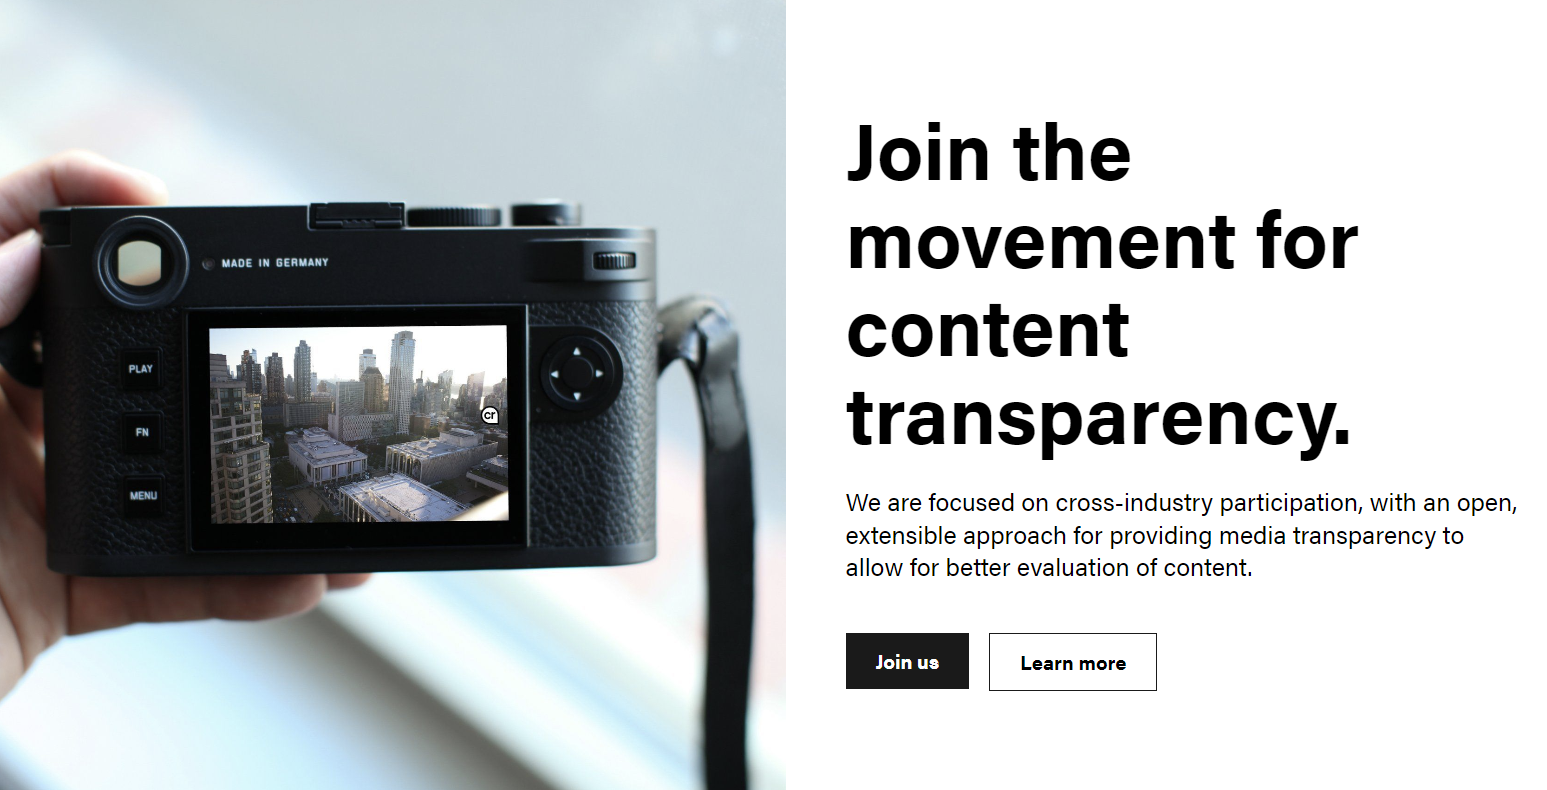 MADE IN GERMANY
PLAY
FN
MENU
cr
Join the
movement for
content
transparency.
We are focused on cross-industry participation, with an open,
extensible approach for providing media transparency to
allow for better evaluation of content.
Join us
Learn more